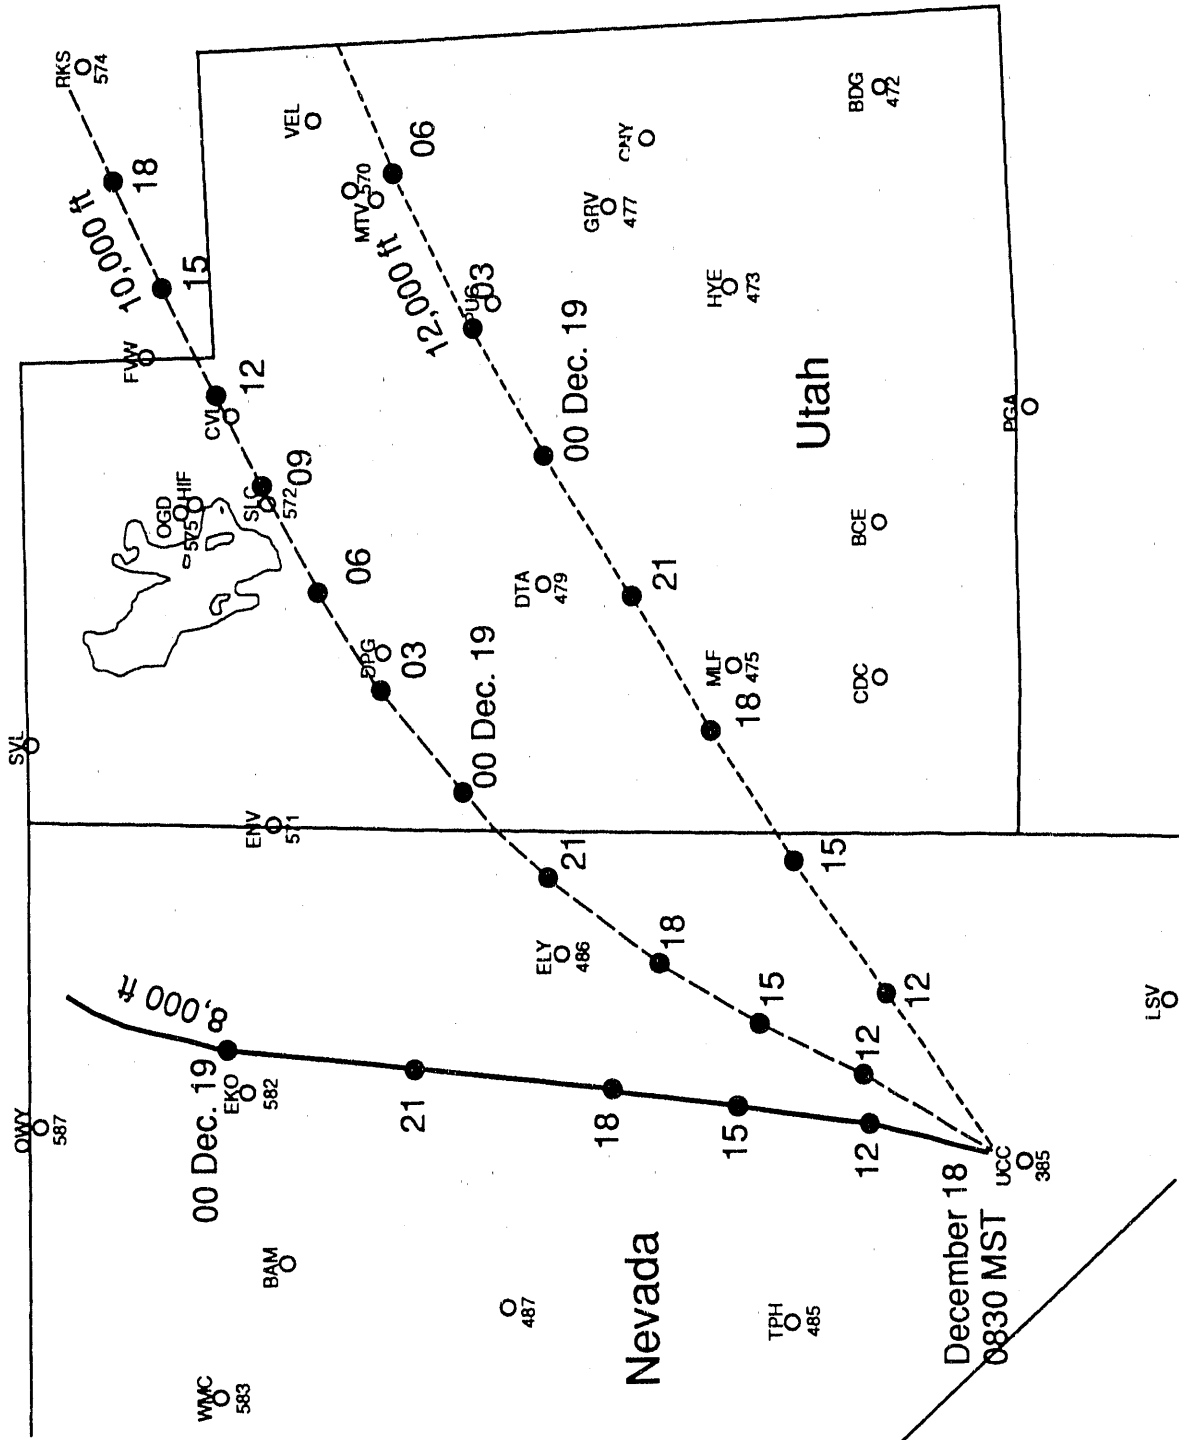 OWY
587
SVL
WMC
583
BAM
EKO
582
00 Dec. 19
8,000 ft
ENV
571
OGD
575
HIF
FWW
10,000 ft
RKS
574
18
15
12
CVL
SLC
572
09
06
DPG
03
00 Dec. 19
21
18
15
12
VEL
570
MTV
12,000 ft
06
PUC
03
00 Dec. 19
21
18
15
12
487
ELY
486
DTA
479
GRV
477
CNY
HYE
473
BDG
472
MLF
475
CDC
BCE
PGA
Utah
21
18
15
12
Nevada
TPH
485
December 18
0830 MST
UCC
385
LSV